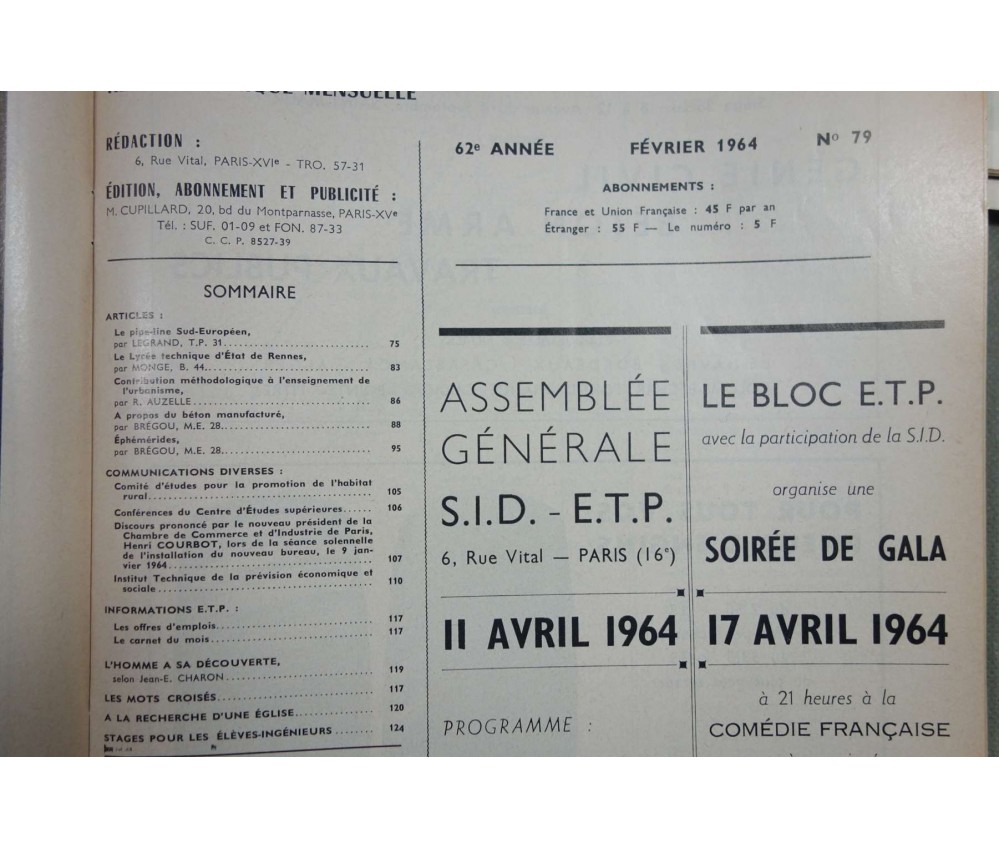 QUE MENSUELLE
RÉDACTION :
6, Rue Vital, PARIS-XVIe - TRO. 57-31
ÉDITION, ABONNEMENT ET PUBLICITÉ :
M. CUPILLARD, 20, bd du Montparnasse, PARIS-XVe
Tél. : SUF. 01-09 et FON. 87-33
C. C. P. 8527-39
SOMMAIRE
ARTICLES :
Le pipe-line Sud-Européen,
par LEGRAND, T.P. 31 75
Le Lycée technique d'État de Rennes,
par MONGE, B. 44 83
Contribution méthodologique à l'enseignement de
l'urbanisme,
par R. AUZELLE 86
A propos du béton manufacturé,
par BRÉGOU, M.E. 28 88
Éphémérides,
par BRÉGOU, M.E. 28 95
COMMUNICATIONS DIVERSES :
Comité d'études pour la promotion de l'habitat
rural 105
Conférences du Centre d'Études supérieures 106
Discours prononcé par le nouveau président de la
Chambre de Commerce et d'Industrie de Paris,
Henri COURBOT, lors de la séance solennelle
de l'installation du nouveau bureau, le 9 jan-
vier 1964 107
Institut Technique de la prévision économique et
sociale 110
INFORMATIONS E.T.P. :
Les offres d'emplois 117
Le carnet du mois 117
L'HOMME A SA DÉCOUVERTE,
selon Jean-E. CHARON 119
LES MOTS CROISÉS 117
A LA RECHERCHE D'UNE ÉGLISE 120
STAGES POUR LES ÉLÈVES-INGÉNIEURS 124
62e ANNÉE FÉVRIER 1964 No 79
ABONNEMENTS :
France et Union Française : 45 F par an
Étranger : 55 F — Le numéro : 5 F
ASSEMBLÉE
GÉNÉRALE
S.I.D. - E.T.P.
6, Rue Vital — PARIS (16e)
11 AVRIL 1964
PROGRAMME :
LE BLOC E.T.P.
avec la participation de la S.I.D.
organise une
SOIRÉE DE GALA
17 AVRIL 1964
à 21 heures à la
COMÉDIE FRANÇAISE